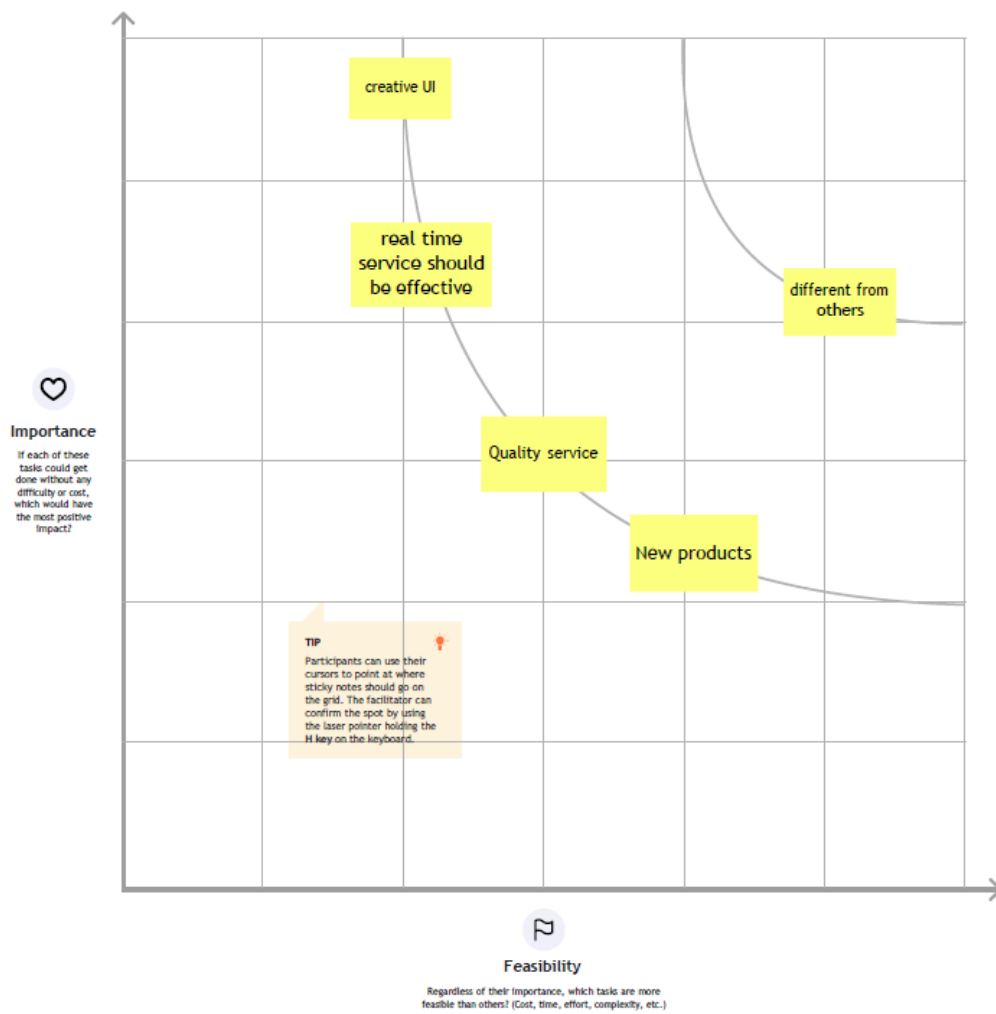 creative UI
real time
service should
be effective
different from
others
Importance
If each of these
tasks could get
done without any
difficulty or cost,
which would have
the most positive
impact?
Quality service
New products
TIP
Participants can use their
cursors to point at where
sticky notes should go on
the grid. The facilitator can
confirm the spot by using
the laser pointer holding the
H key on the keyboard.
Feasibility
Regardless of their importance, which tasks are more
feasible than others? (Cost, time, effort, complexity, etc.)